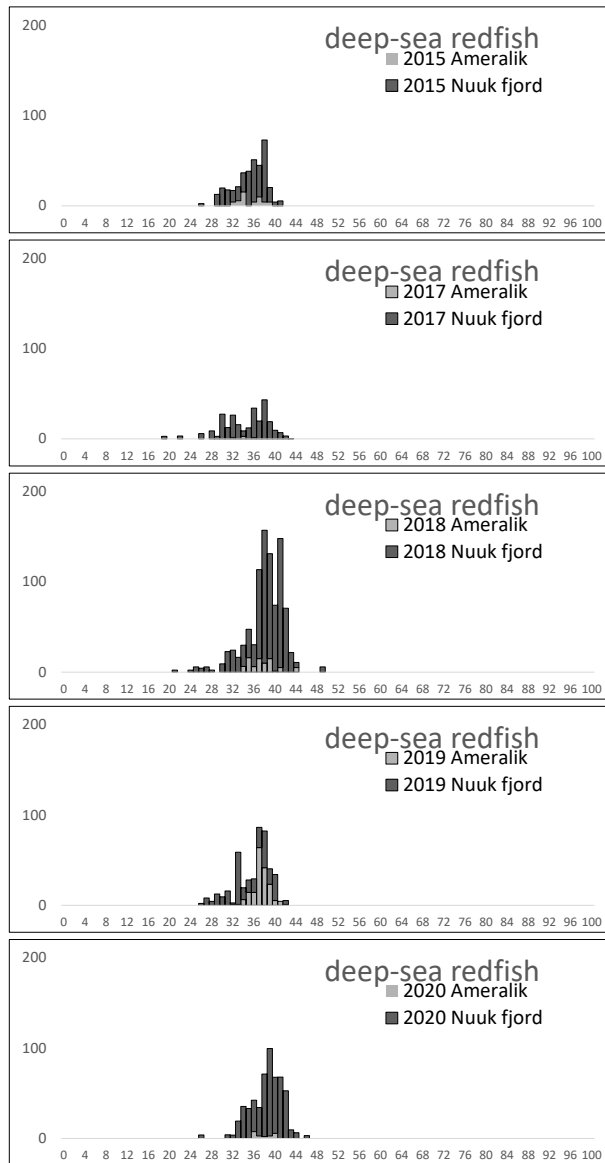 200
deep-sea redfish
2015 Ameralik
2015 Nuuk fjord
100
0
0 4 8 12 16 20 24 28 32 36 40 44 48 52 56 60 64 68 72 76 80 84 88 92 96 100
200
deep-sea redfish
2017 Ameralik
2017 Nuuk fjord
100
0
0 4 8 12 16 20 24 28 32 36 40 44 48 52 56 60 64 68 72 76 80 84 88 92 96 100
200
deep-sea redfish
2018 Ameralik
2018 Nuuk fjord
100
0
0 4 8 12 16 20 24 28 32 36 40 44 48 52 56 60 64 68 72 76 80 84 88 92 96 100
200
deep-sea redfish
2019 Ameralik
2019 Nuuk fjord
100
0
0 4 8 12 16 20 24 28 32 36 40 44 48 52 56 60 64 68 72 76 80 84 88 92 96 100
200
deep-sea redfish
2020 Ameralik
2020 Nuuk fjord
100
0
0 4 8 12 16 20 24 28 32 36 40 44 48 52 56 60 64 68 72 76 80 84 88 92 96 100